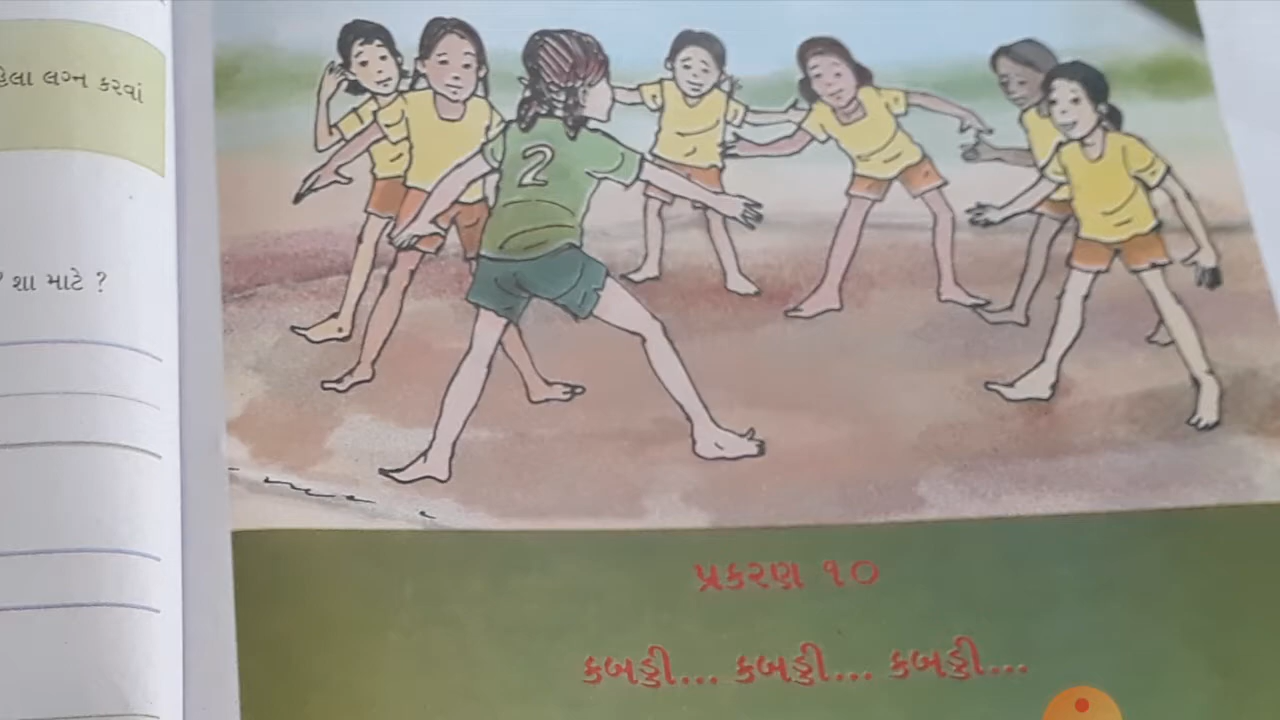 લગ્ન કરવાં
શા માટે ?
2
પ્રકરણ ૧૦
કબડ્ડી... કબડ્ડી... કબડ્ડી...